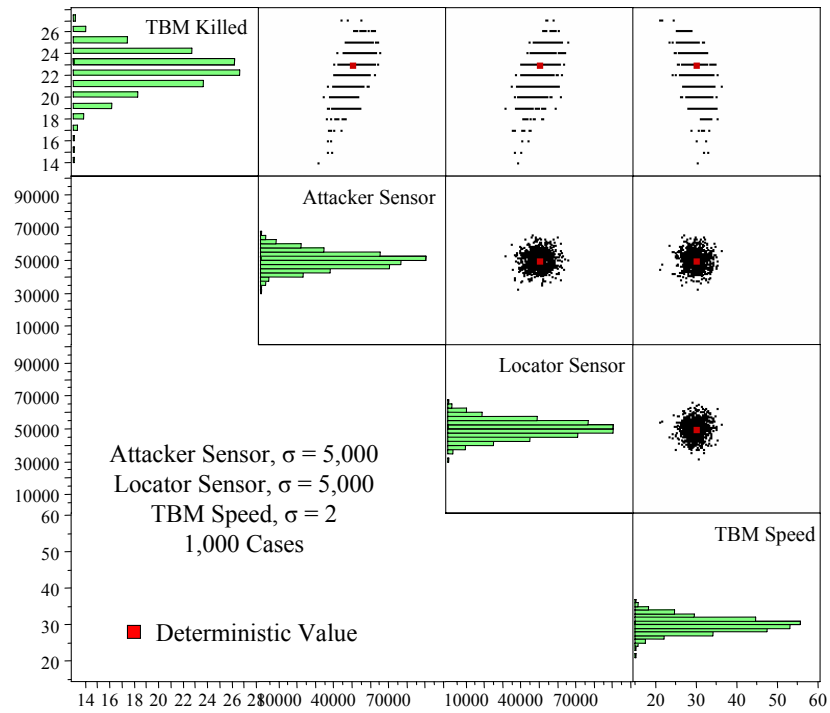 26
24
22
20
18
16
14
TBM Killed
90000
70000
50000
30000
10000
Attacker Sensor
90000
70000
50000
30000
10000
Locator Sensor
Attacker Sensor, σ = 5,000
Locator Sensor, σ = 5,000
TBM Speed, σ = 2
1,000 Cases
60
50
40
30
20
TBM Speed
Deterministic Value
14 16 18 20 22 24 26 28 10000 40000 70000 10000 40000 70000 20 30 40 50 60